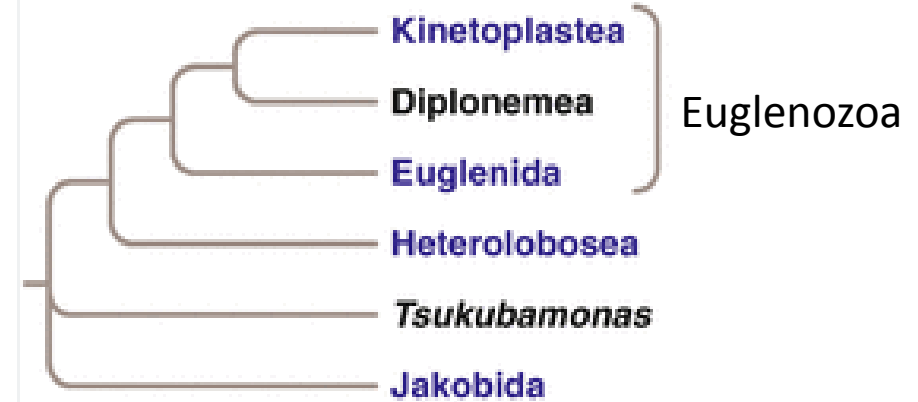 Kinetoplastea
Diplonemea
Euglenozoa
Euglenida
Heterolobosea
Tsukubamonas
Jakobida